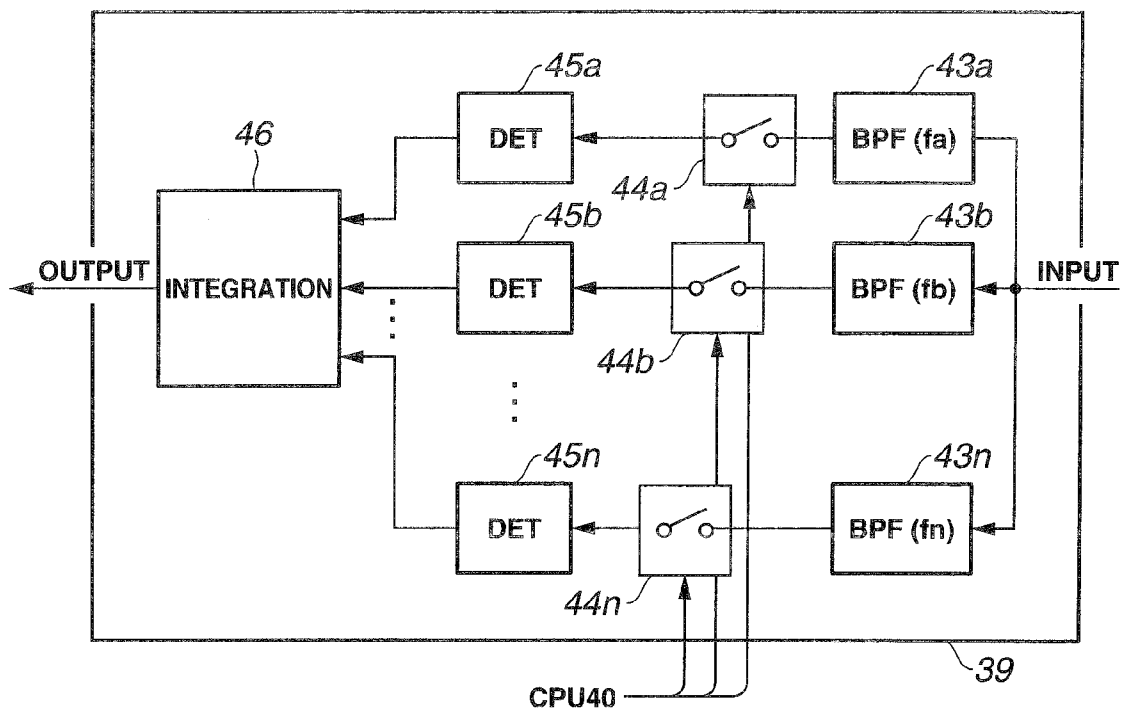 45a
43a
46
DET
BPF (fa)
44a
45b
43b
OUTPUT
INTEGRATION
DET
BPF (fb)
INPUT
44b
45n
43n
DET
BPF (fn)
44n
39
CPU40